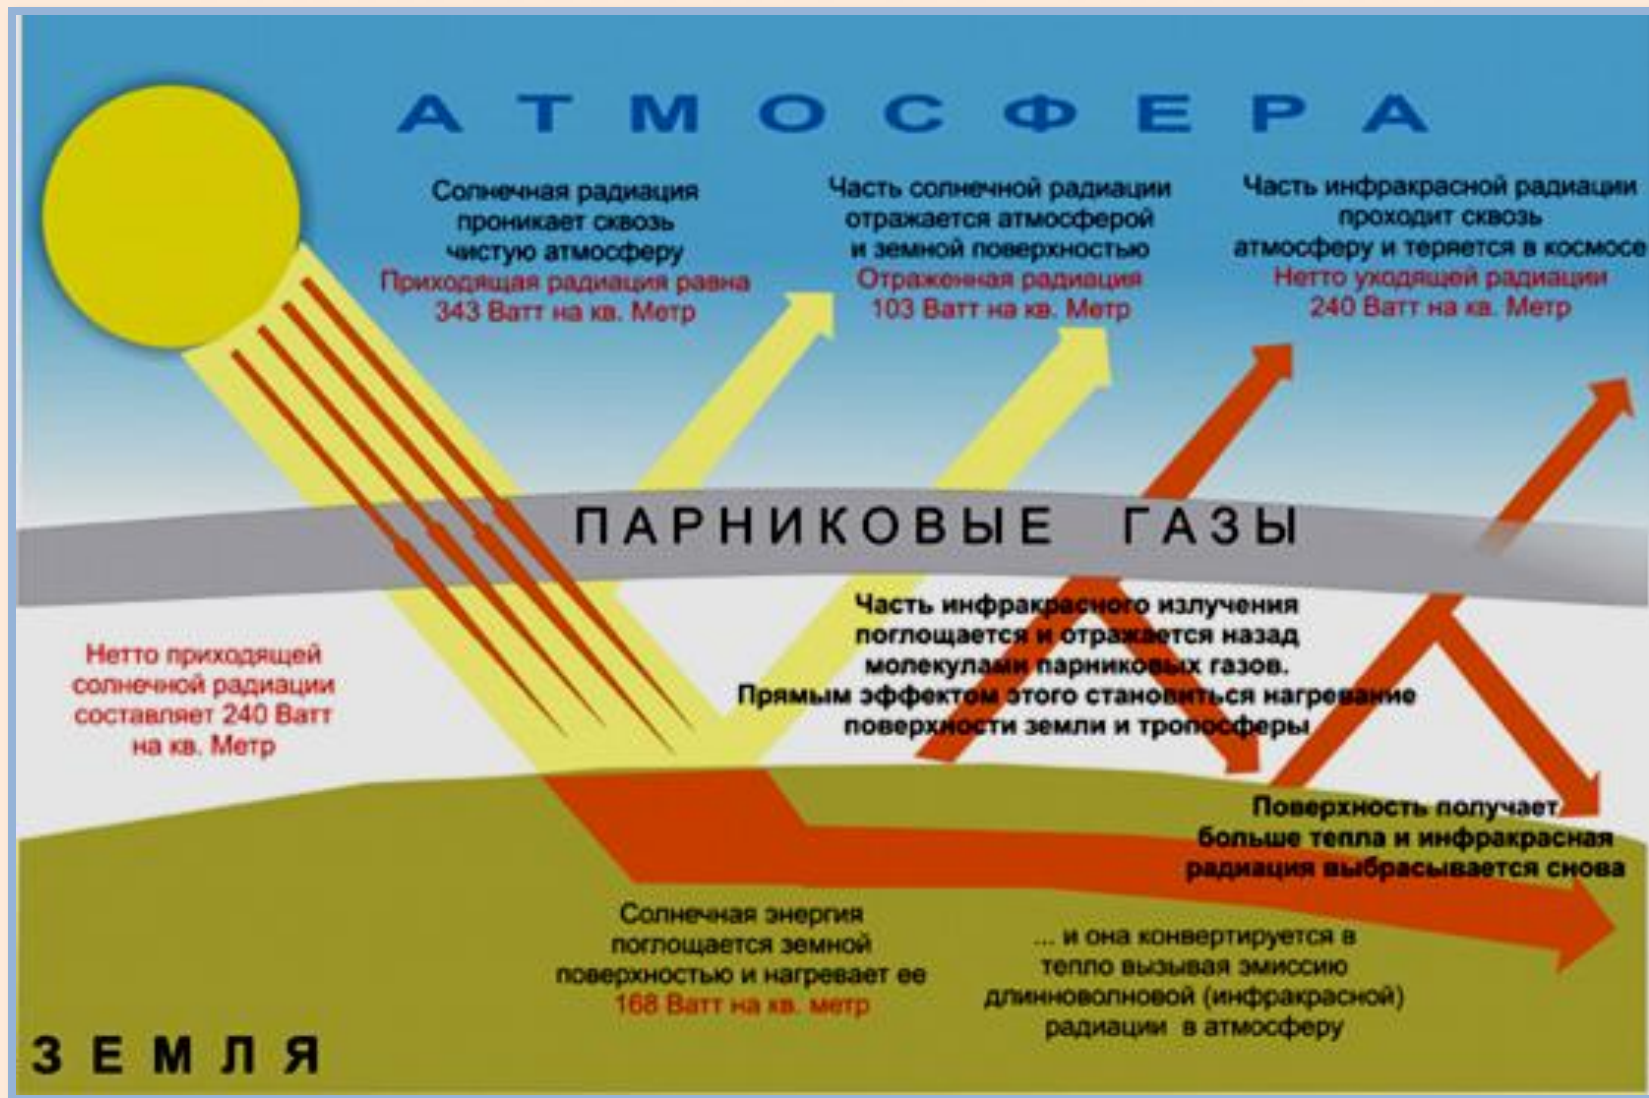 А Т М О С Ф Е Р А
Солнечная радиация
проникает сквозь
чистую атмосферу
Приходящая радиация равна
343 Ватт на кв. Метр
Часть солнечной радиации
отражается атмосферой
и земной поверхностью
Отраженная радиация
103 Ватт на кв. Метр
Часть инфракрасной радиации
проходит сквозь
атмосферу и теряется в космосе
Нетто уходящей радиации
240 Ватт на кв. Метр
ПАРНИКОВЫЕ ГАЗЫ
Нетто приходящей
солнечной радиации
составляет 240 Ватт
на кв. Метр
Часть инфракрасного излучения
поглощается и отражается назад
молекулами парниковых газов.
Прямым эффектом этого становиться нагревание
поверхности земли и тропосферы
Поверхность получает
больше тепла и инфракрасная
радиация выбрасывается снова
Солнечная энергия
поглощается земной
поверхностью и нагревает ее
168 Ватт на кв. метр
... и она конвертируется в
тепло вызывая эмиссию
длинноволновой (инфракрасной)
радиации в атмосферу
З Е М Л Я